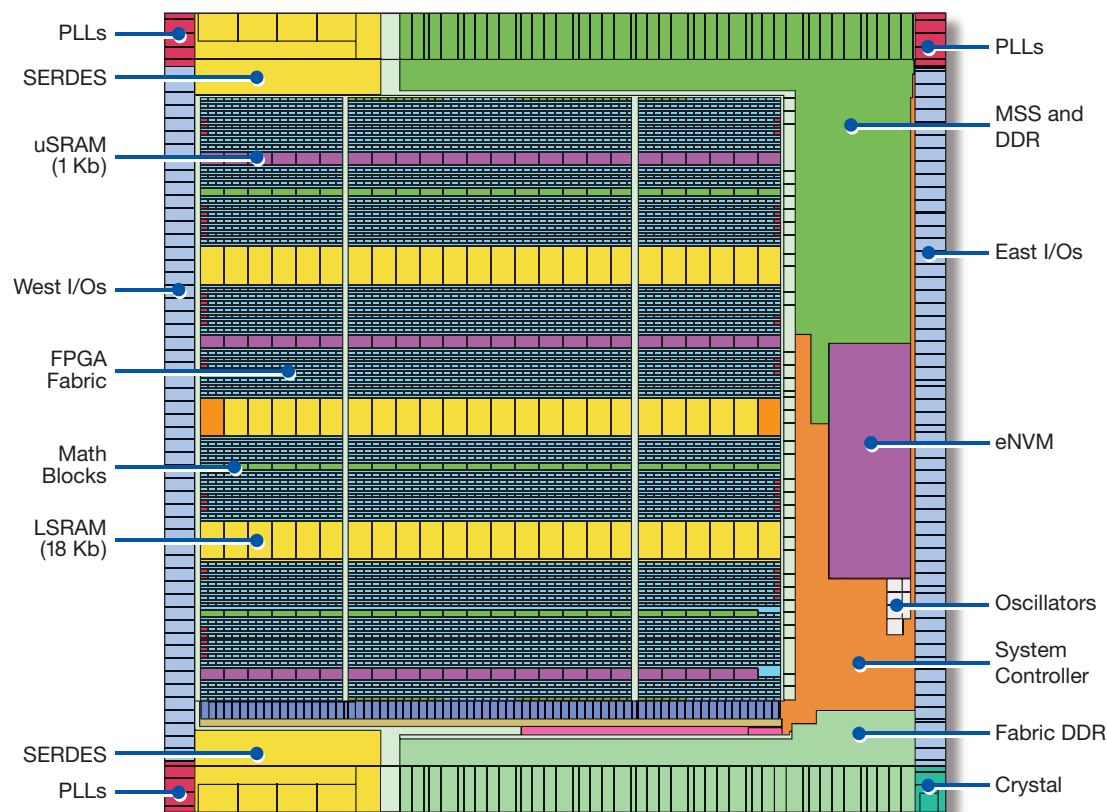 PLLs
SERDES
uSRAM
(1 Kb)
West I/Os
FPGA
Fabric
Math
Blocks
LSRAM
(18 Kb)
SERDES
PLLs
PLLs
MSS and
DDR
East I/Os
eNVM
Oscillators
System
Controller
Fabric DDR
Crystal